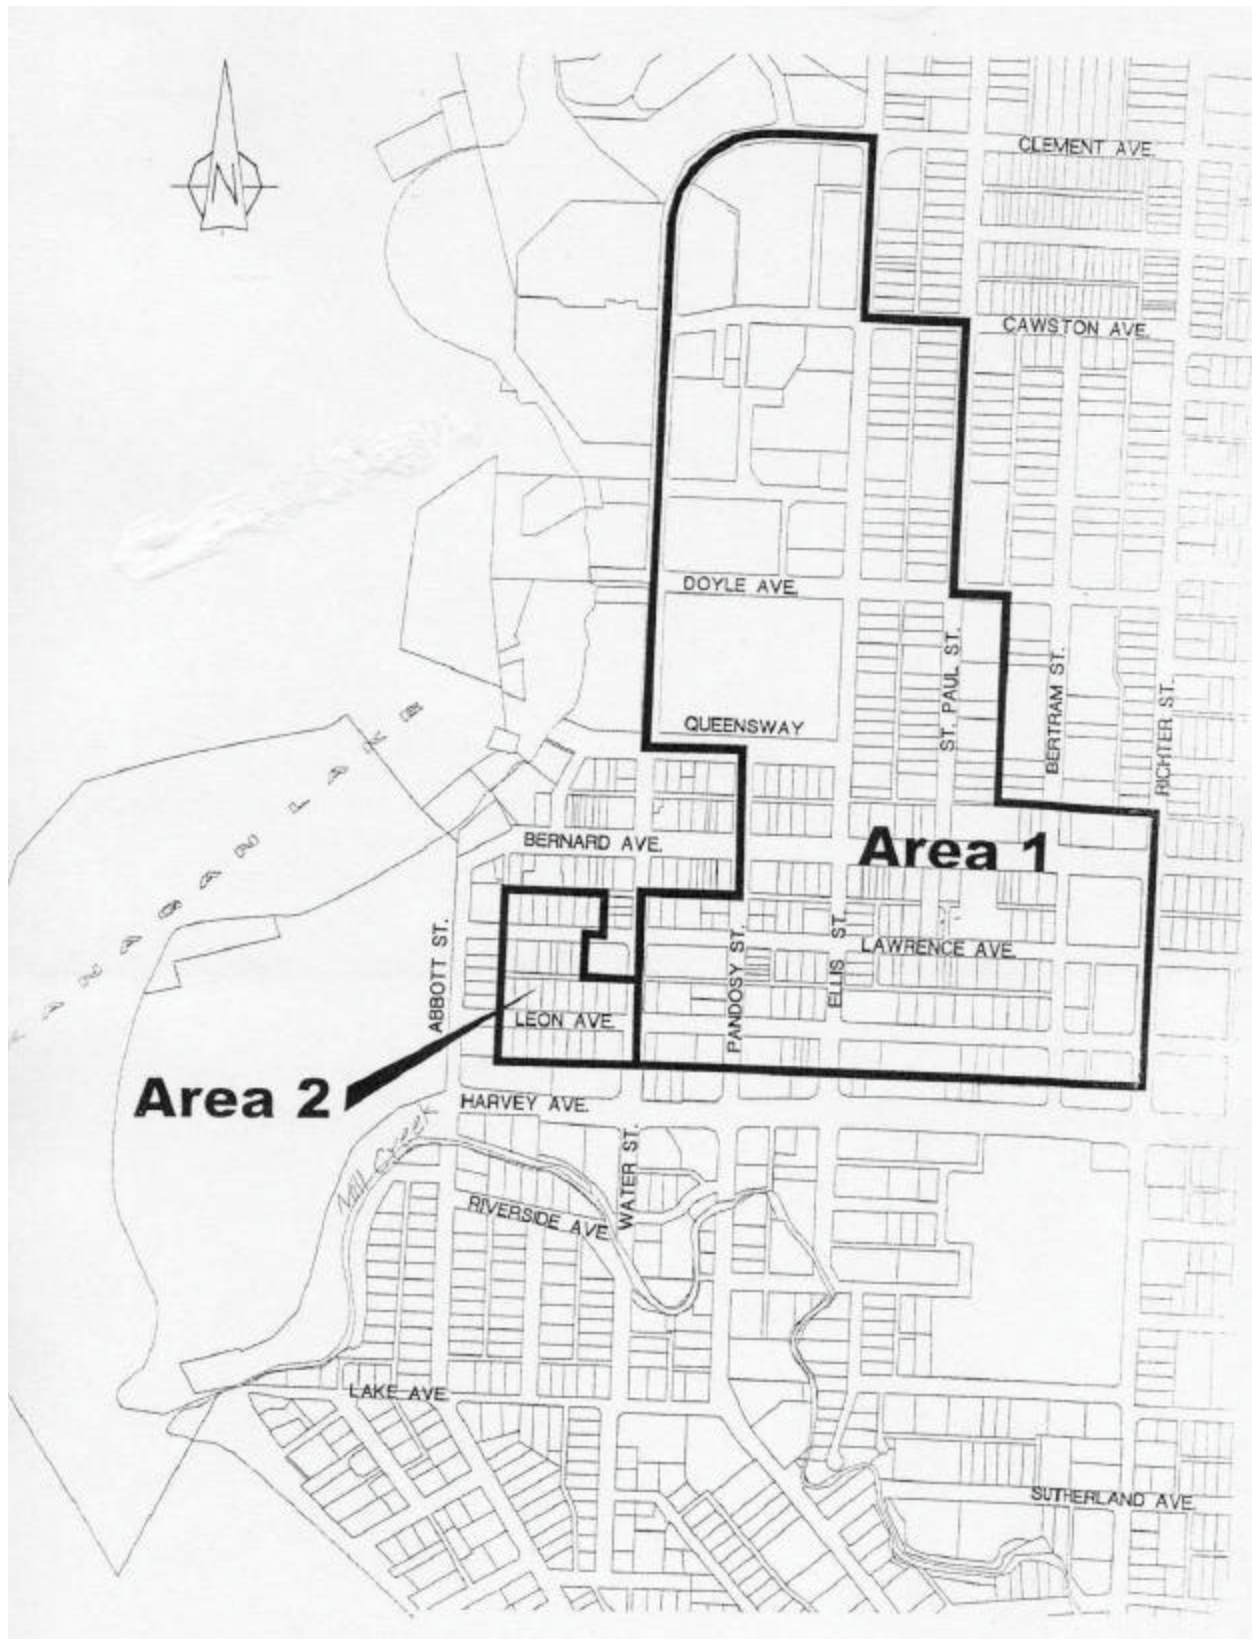 N
CLEMENT AVE.
CAWSTON AVE.
DOYLE AVE.
ST. PAUL ST.
BERTRAM ST.
RICHTER ST.
QUEENSWAY
OKANAGAN LAKE
BERNARD AVE.
Area 1
ABBOTT ST.
PANDOSY ST.
ELLIS ST.
LAWRENCE AVE.
LEON AVE.
Area 2
HARVEY AVE.
Mill Creek
WATER ST.
RIVERSIDE AVE.
LAKE AVE.
SUTHERLAND AVE.